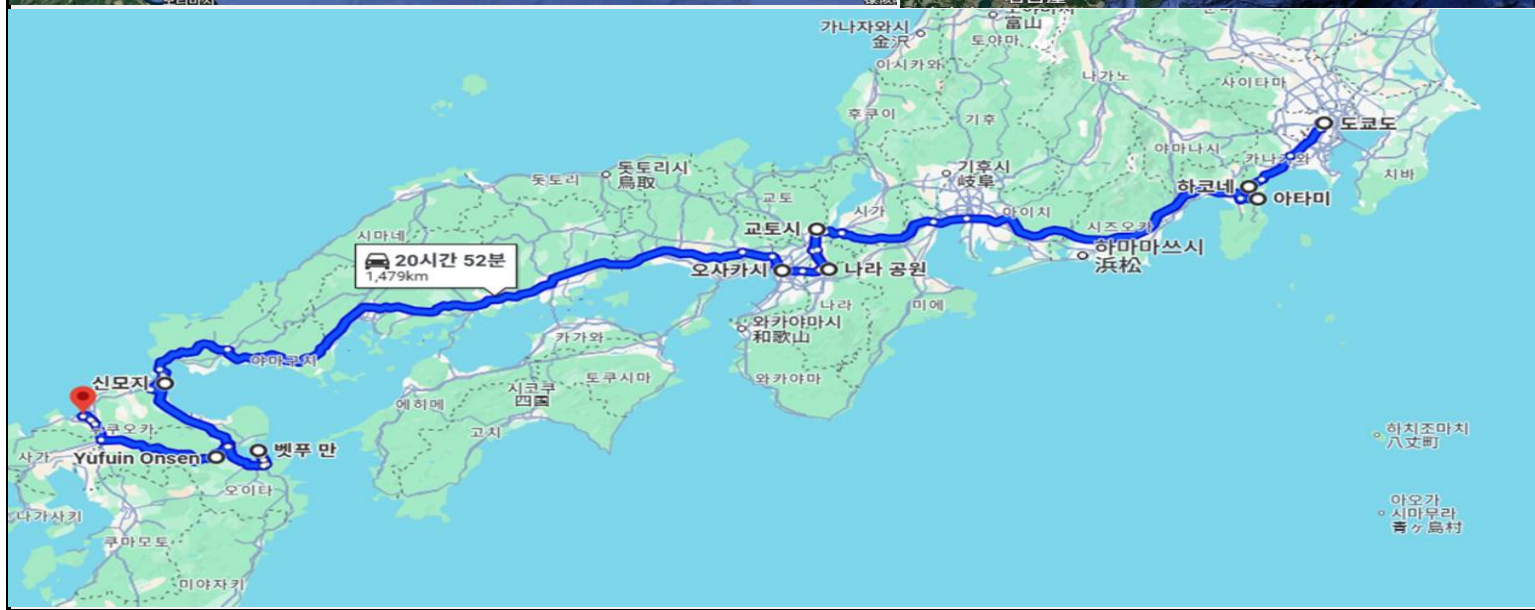 가나자와시
金沢
富山
토야마
이시카와
나가노
사이타마
도쿄도
후쿠이
기후
야마나시
치바
돗토리시
鳥取
돗토리
기후시
岐阜
하코네
아타미
교토
시가
아이치
시즈오카
시마네
교토시
하마마쓰시
浜松
20시간 52분
1,479km
오사카시
나라 공원
나라
미에
와카야마시
和歌山
카가와
야마구치
신모지
시코쿠
四国
토쿠시마
와카야마
에히메
고치
쿠오카
벳푸 만
사가
Yufuin Onsen
오이타
하치조마치
八丈町
나가사키
아오가
시마무라
青ヶ島村
쿠마모토
미야자키